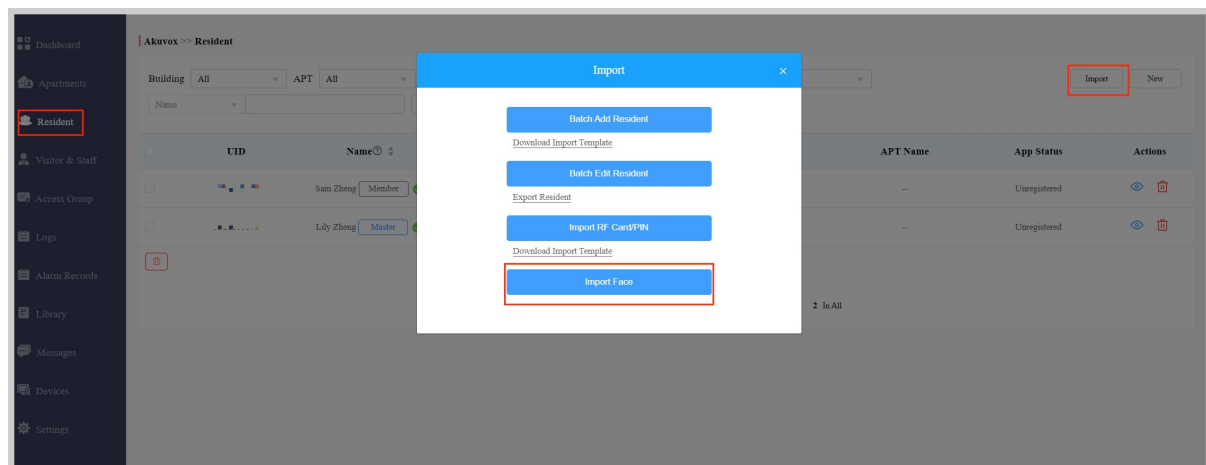 Dashboard
Apartments
Resident
Visitor & Staff
Access Group
Logs
Alarm Records
Library
Messages
Devices
Settings
Akuvox >> Resident
Building All APT All
Import New
Name
UID Name APT Name App Status Actions
Sam Zheng Member -- Unregistered
Lily Zheng Master -- Unregistered
2 In All
Import
Batch Add Resident
Download Import Template
Batch Edit Resident
Export Resident
Import RF Card/PIN
Download Import Template
Import Face